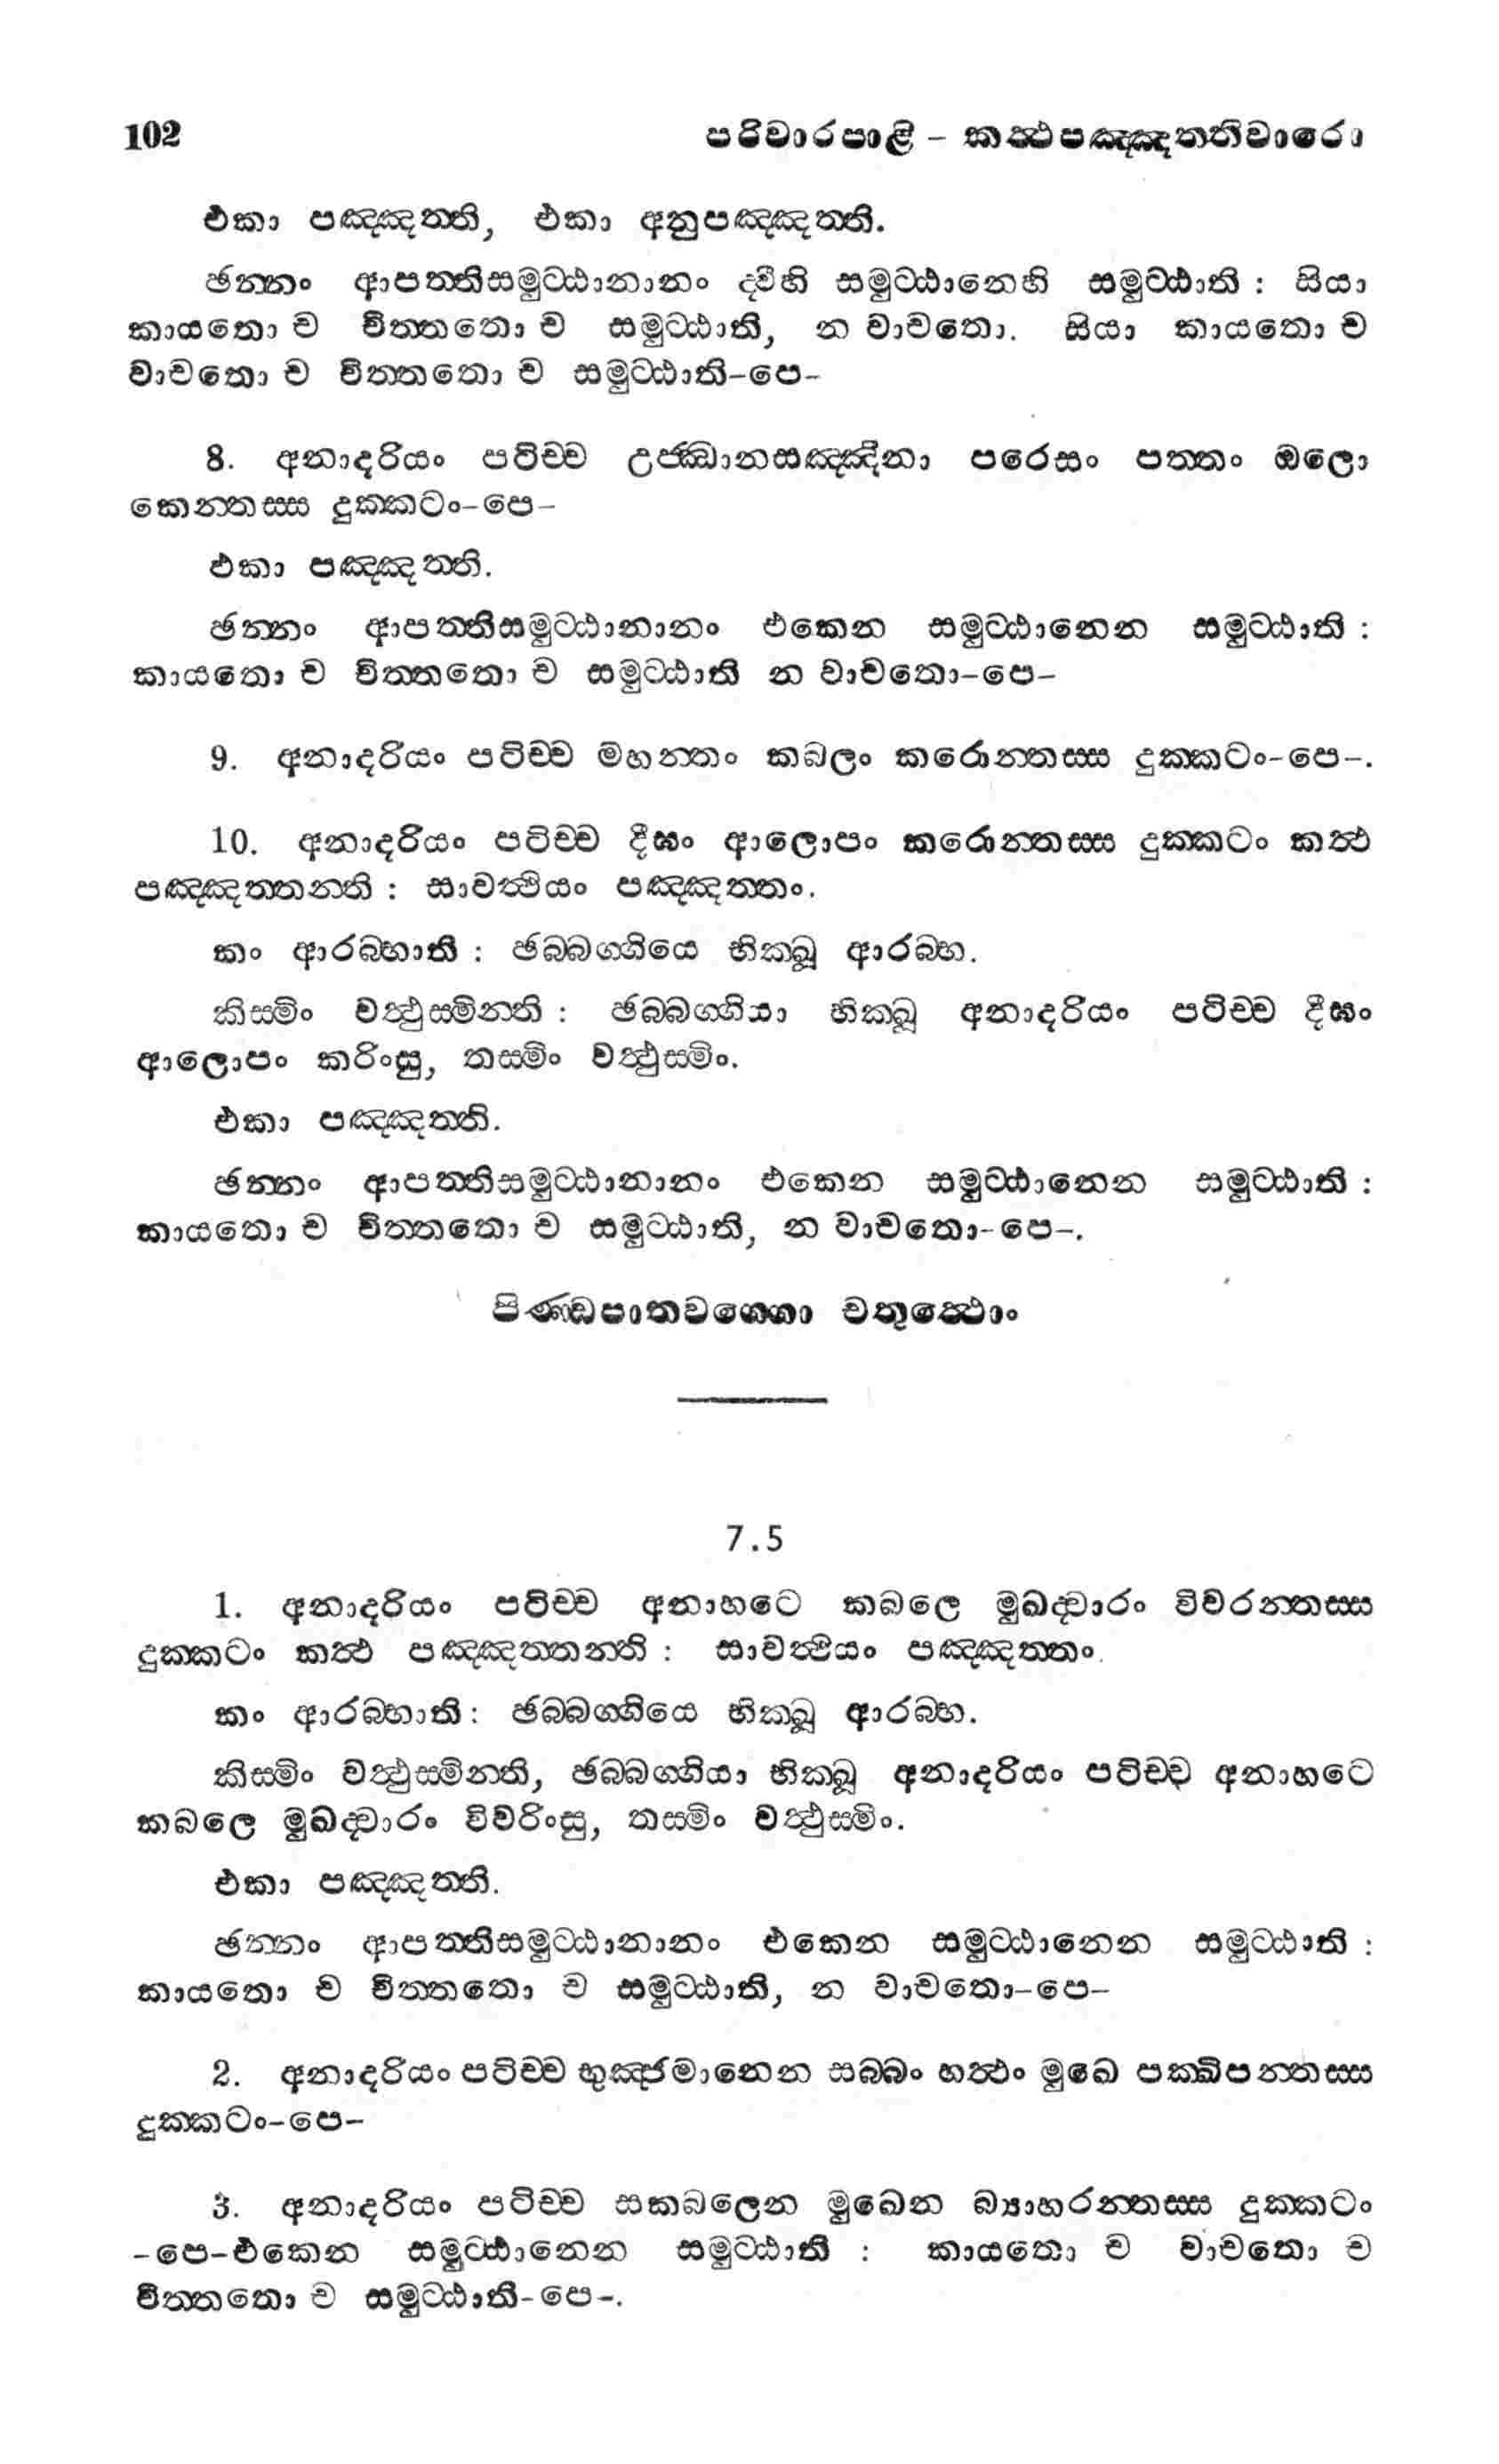 102 පරිවාරපාළි – කත්‍ථපඤ්ඤත්තිවාරො
එකා පඤ්ඤත්ති, එකා අනුපඤ්ඤත්ති.
ඡන්නං ආපත්තිසමුට්ඨානානං ද්වීහි සමුට්ඨානෙහි සමුට්ඨාති : සියා
කායතො ච චිත්තතො ච සමුට්ඨාති, න වාචතො. සියා කායතො ච
වාචතො ච චිත්තතො ච සමුට්ඨාති–පෙ–
8. අනාදරියං පටිච්ච උජ්ඣානසඤ්ඤිනා පරෙසං පත්තං ඔලො
කෙන්තස්ස දුක්කටං–පෙ–
එකා පඤ්ඤත්ති.
ඡන්නං ආපත්තිසමුට්ඨානානං එකෙන සමුට්ඨානෙන සමුට්ඨාති :
කායතො ච චිත්තතො ච සමුට්ඨාති න වාචතො–පෙ–
9. අනාදරියං පටිච්ච මහන්තං කබලං කරොන්තස්ස දුක්කටං–පෙ–.
10. අනාදරියං පටිච්ච දීඝං ආලොපං කරොන්තස්ස දුක්කටං කත්‍ථ
පඤ්ඤත්තන්ති : සාවත්‍ථියං පඤ්ඤත්තං.
කං ආරබ්භාති : ඡබ්බග්ගියෙ භික්ඛූ ආරබ්භ.
කිස්මිං වත්‍ථුස්මින්ති : ඡබ්බග්ගියා භික්ඛූ අනාදරියං පටිච්ච දීඝං
ආලොපං කරිංසු, තස්මිං වත්‍ථුස්මිං.
එකා පඤ්ඤත්ති.
ඡන්නං ආපත්තිසමුට්ඨානානං එකෙන සමුට්ඨානෙන සමුට්ඨාති :
කායතො ච චිත්තතො ච සමුට්ඨාති, න වාචතො–පෙ–.
පිණ්ඩපාතවග්ගො චතුත්‍ථොං
7.5
1. අනාදරියං පටිච්ච අනාහටෙ කබලෙ මුඛද්වාරං විවරන්තස්ස
දුක්කටං කත්‍ථ පඤ්ඤත්තන්ති : සාවත්‍ථියං පඤ්ඤත්තං.
කං ආරබ්භාති : ඡබ්බග්ගියෙ භික්ඛූ ආරබ්භ.
කිස්මිං වත්‍ථුස්මින්ති, ඡබ්බග්ගියා භික්ඛූ අනාදරියං පටිච්ච අනාහටෙ
කබලෙ මුඛද්වාරං විවරිංසු, තස්මිං වත්‍ථුස්මිං.
එකා පඤ්ඤත්ති.
ඡන්නං ආපත්තිසමුට්ඨානානං එකෙන සමුට්ඨානෙන සමුට්ඨාති :
කායතො ච චිත්තතො ච සමුට්ඨාති, න වාචතො–පෙ–
2. අනාදරියං පටිච්ච භුඤ්ජමානෙන සබ්බං හත්‍ථං මුඛෙ පක්ඛිපන්තස්ස
දුක්කටං–පෙ–
3. අනාදරියං පටිච්ච සකබලෙන මුඛෙන බ්‍යාහරන්තස්ස දුක්කටං
–පෙ–එකෙන සමුට්ඨානෙන සමුට්ඨාති : කායතො ච වාචතො ච
චිත්තතො ච සමුට්ඨාති–පෙ–.